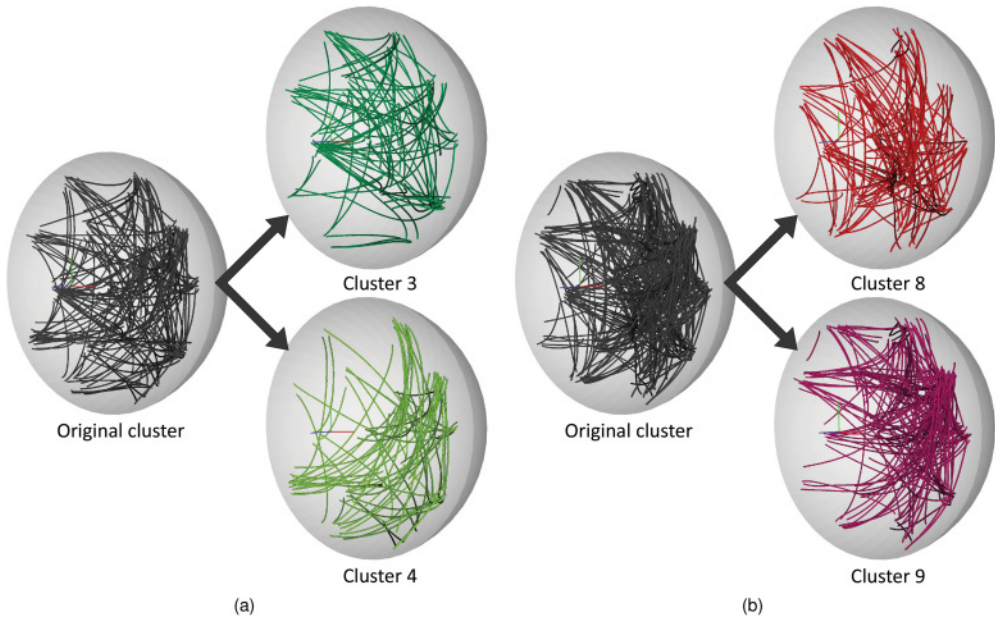 Cluster 3
Cluster 8
Original cluster
Original cluster
Cluster 4
Cluster 9
(a)
(b)